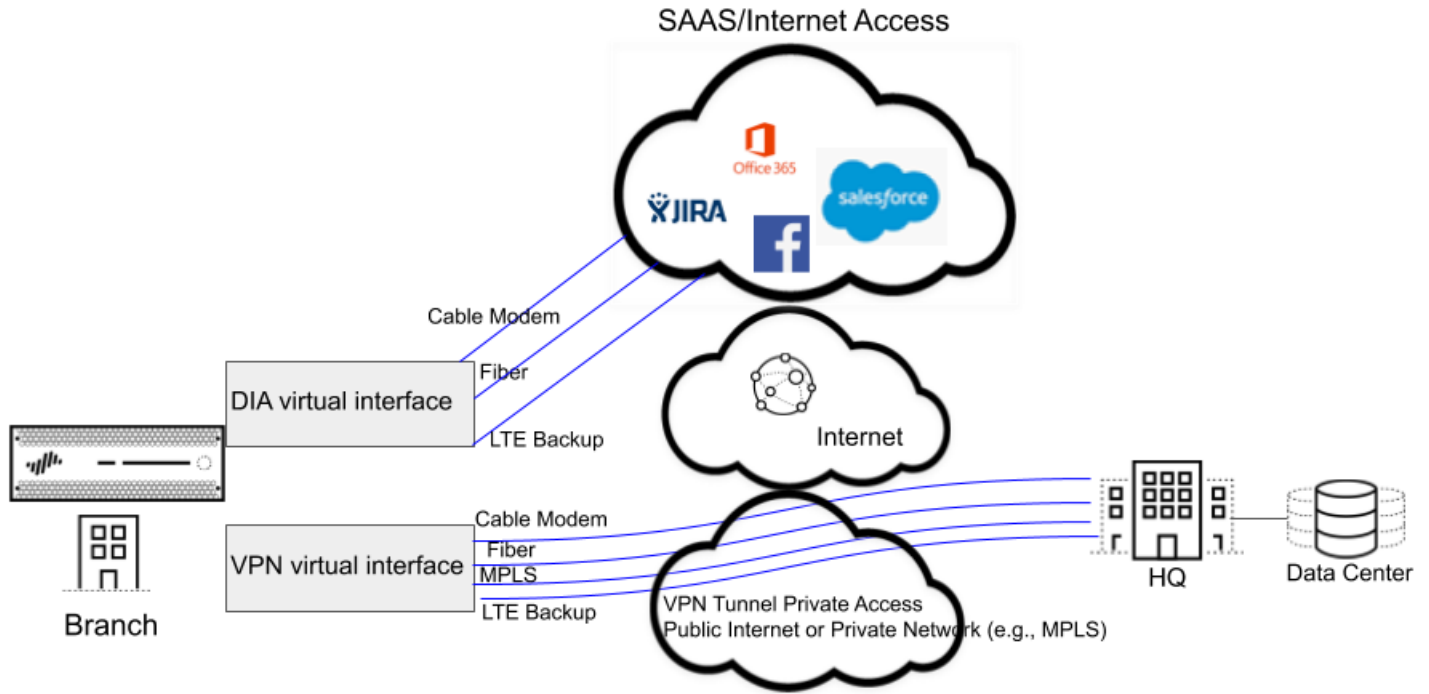 SAAS/Internet Access
Office 365
JIRA
salesforce
f
Cable Modem
Fiber
DIA virtual interface
LTE Backup
Internet
Cable Modem
Fiber
VPN virtual interface
MPLS
LTE Backup
Branch
VPN Tunnel Private Access
Public Internet or Private Network (e.g., MPLS)
HQ
Data Center